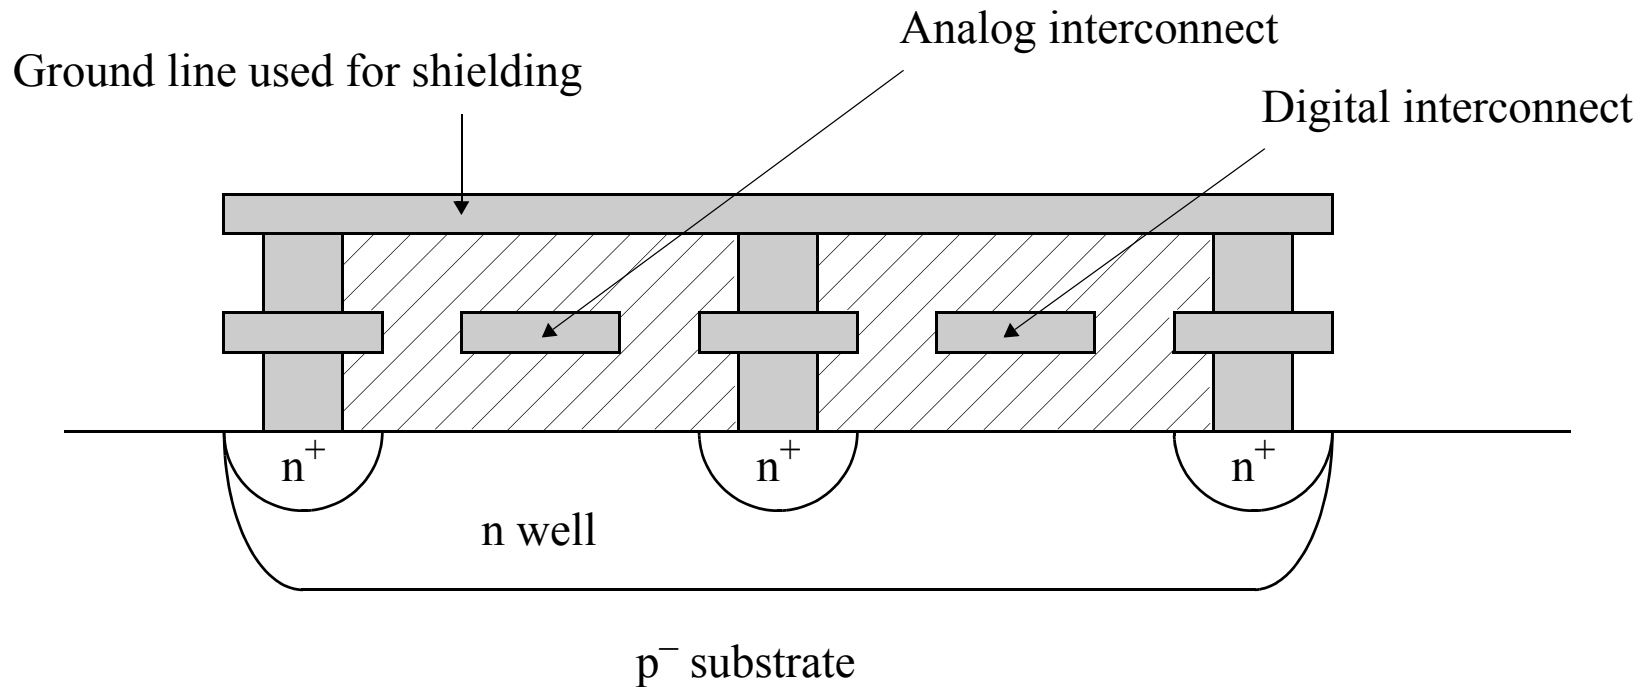 Analog interconnect
Ground line used for shielding
Digital interconnect
n⁺
n⁺
n⁺
n well
p⁻ substrate